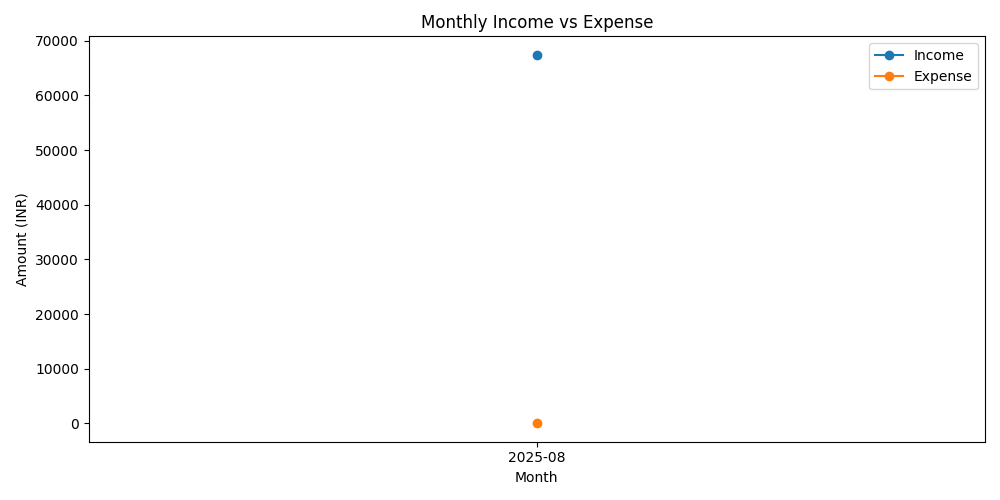 Monthly Income vs Expense
70000
60000
50000
40000
30000
20000
10000
0
Amount (INR)
Income
Expense
2025-08
Month